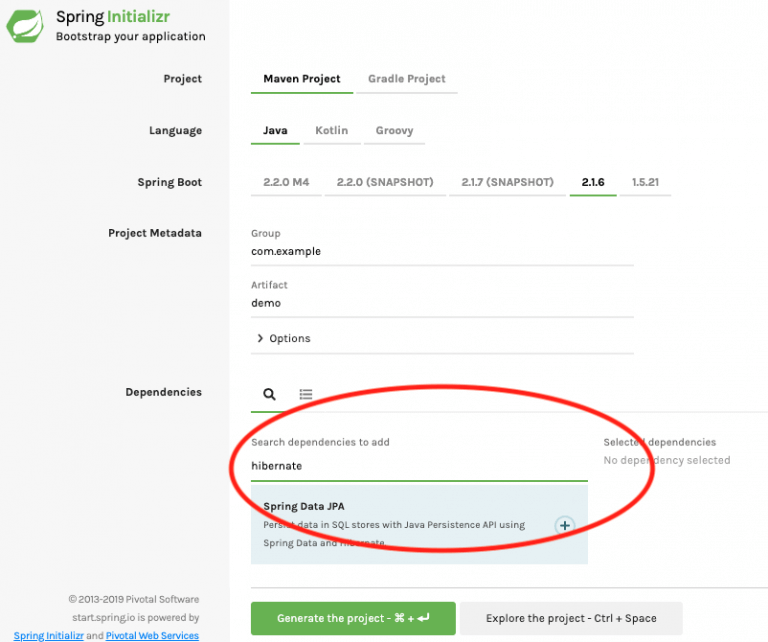 Spring Initializr
Bootstrap your application
Project
Maven Project Gradle Project
Language
Java Kotlin Groovy
Spring Boot
2.2.0 M4 2.2.0 (SNAPSHOT) 2.1.7 (SNAPSHOT) 2.1.6 1.5.21
Project Metadata
Group
com.example
Artifact
demo
Options
Dependencies
Search dependencies to add
hibernate
Selected dependencies
No dependency selected
Spring Data JPA
Persist data in SQL stores with Java Persistence API using
Spring Data and Hibernate
© 2013-2019 Pivotal Software
start.spring.io is powered by
Spring Initializr and Pivotal Web Services
Generate the project - ⌘ + ⏎
Explore the project - Ctrl + Space